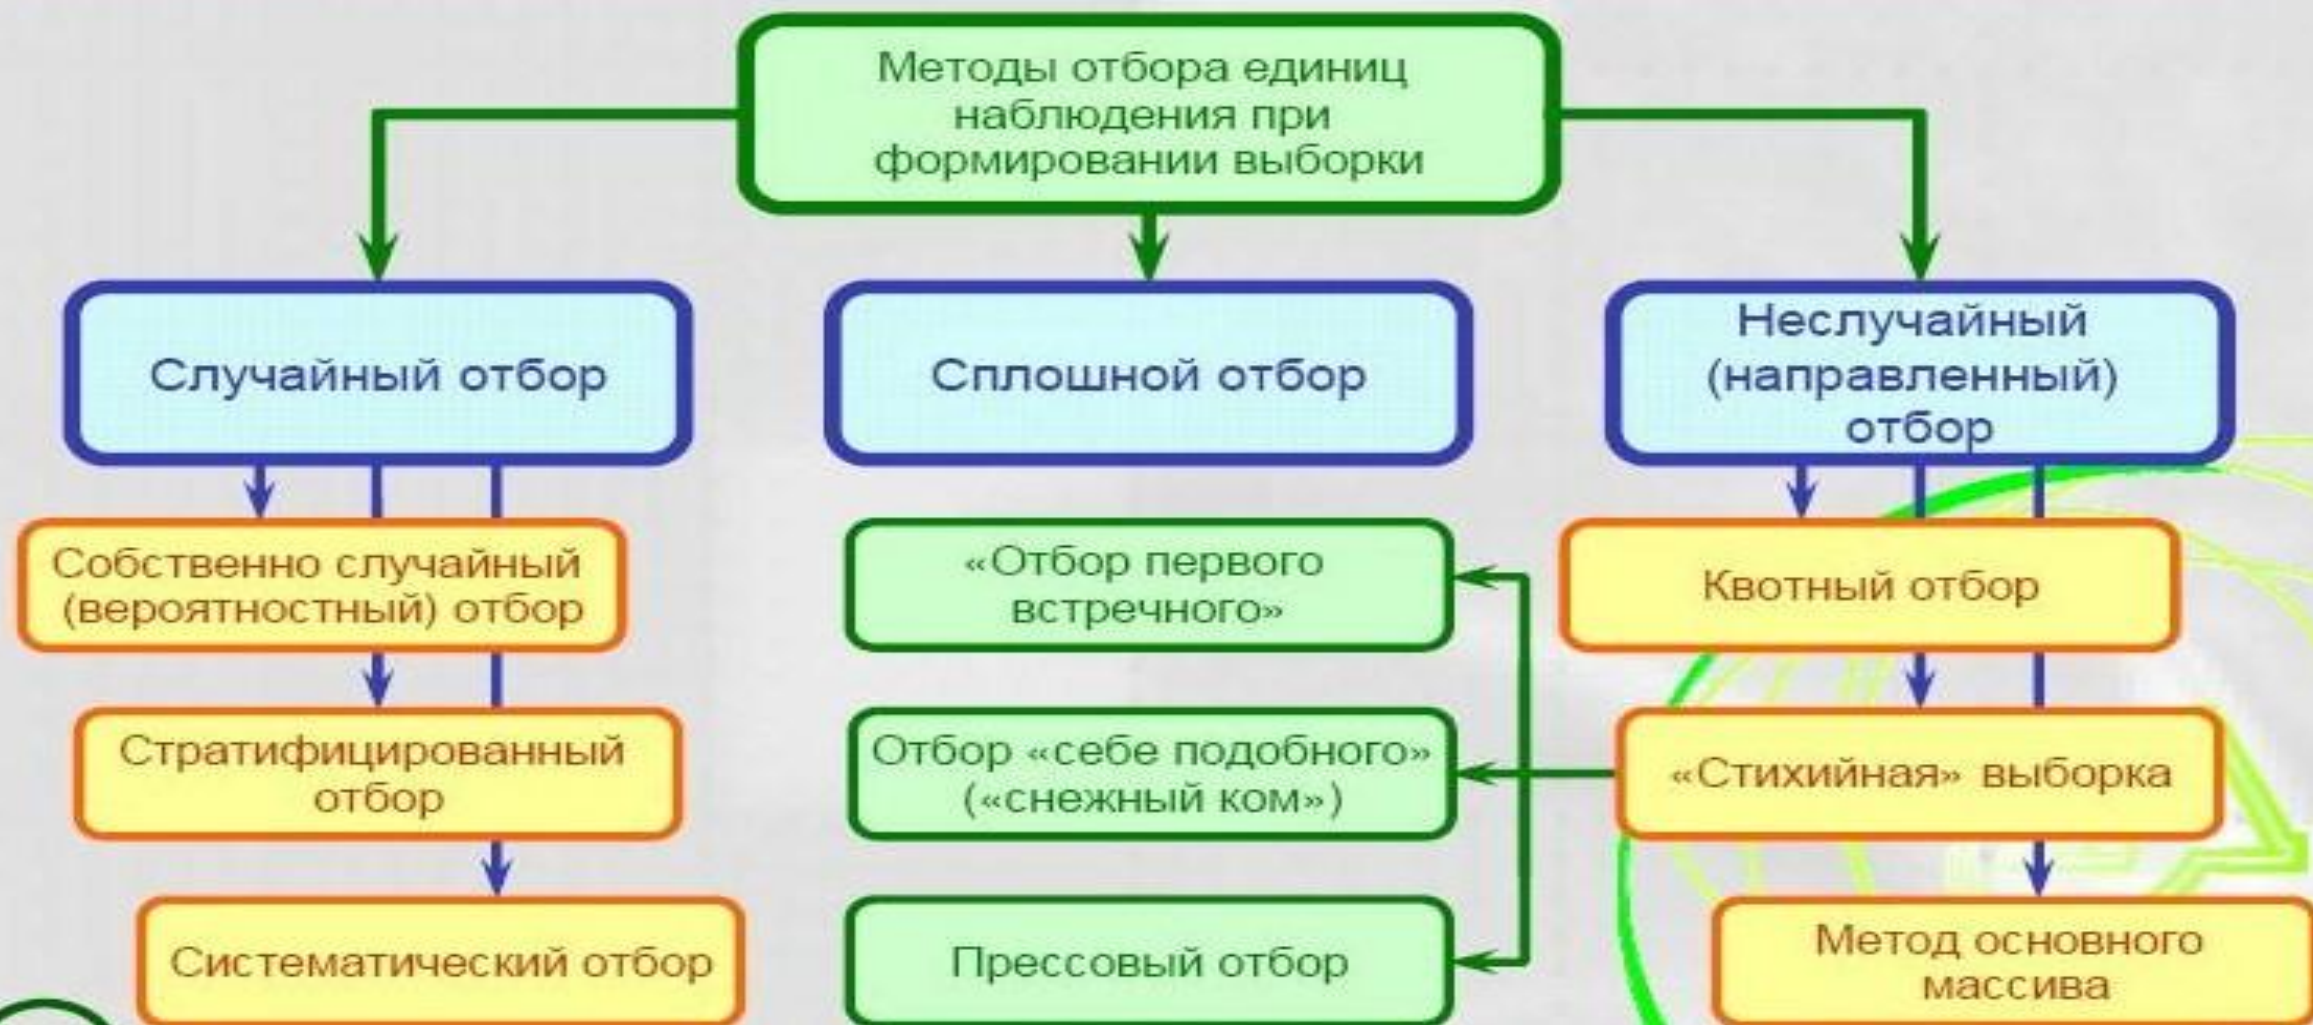 Методы отбора единиц
наблюдения при
формировании выборки
Случайный отбор
Сплошной отбор
Неслучайный
(направленный)
отбор
Собственно случайный
(вероятностный) отбор
«Отбор первого
встречного»
Квотный отбор
Стратифицированный
отбор
Отбор «себе подобного»
(«снежный ком»)
«Стихийная» выборка
Систематический отбор
Прессовый отбор
Метод основного
массива